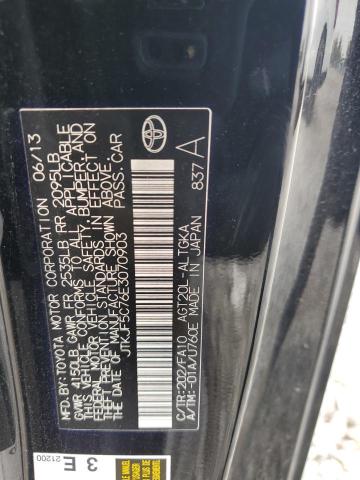 MFD. BY: TOYOTA MOTOR CORPORATION 06/13
GVWR 4150LB GAWR FR 2535LB RR 2095LB
THIS VEHICLE CONFORMS TO ALL APPLICABLE
FEDERAL MOTOR VEHICLE SAFETY, BUMPER, AND
THEFT PREVENTION STANDARDS IN EFFECT ON
THE DATE OF MANUFACTURE SHOWN ABOVE.
JTKJF5C76E3070903 PASS. CAR
837A
C/TR:202/FA10 AGT20L-ALTGKA
A/TM:-01A/U760E MADE IN JAPAN
3 E
21200